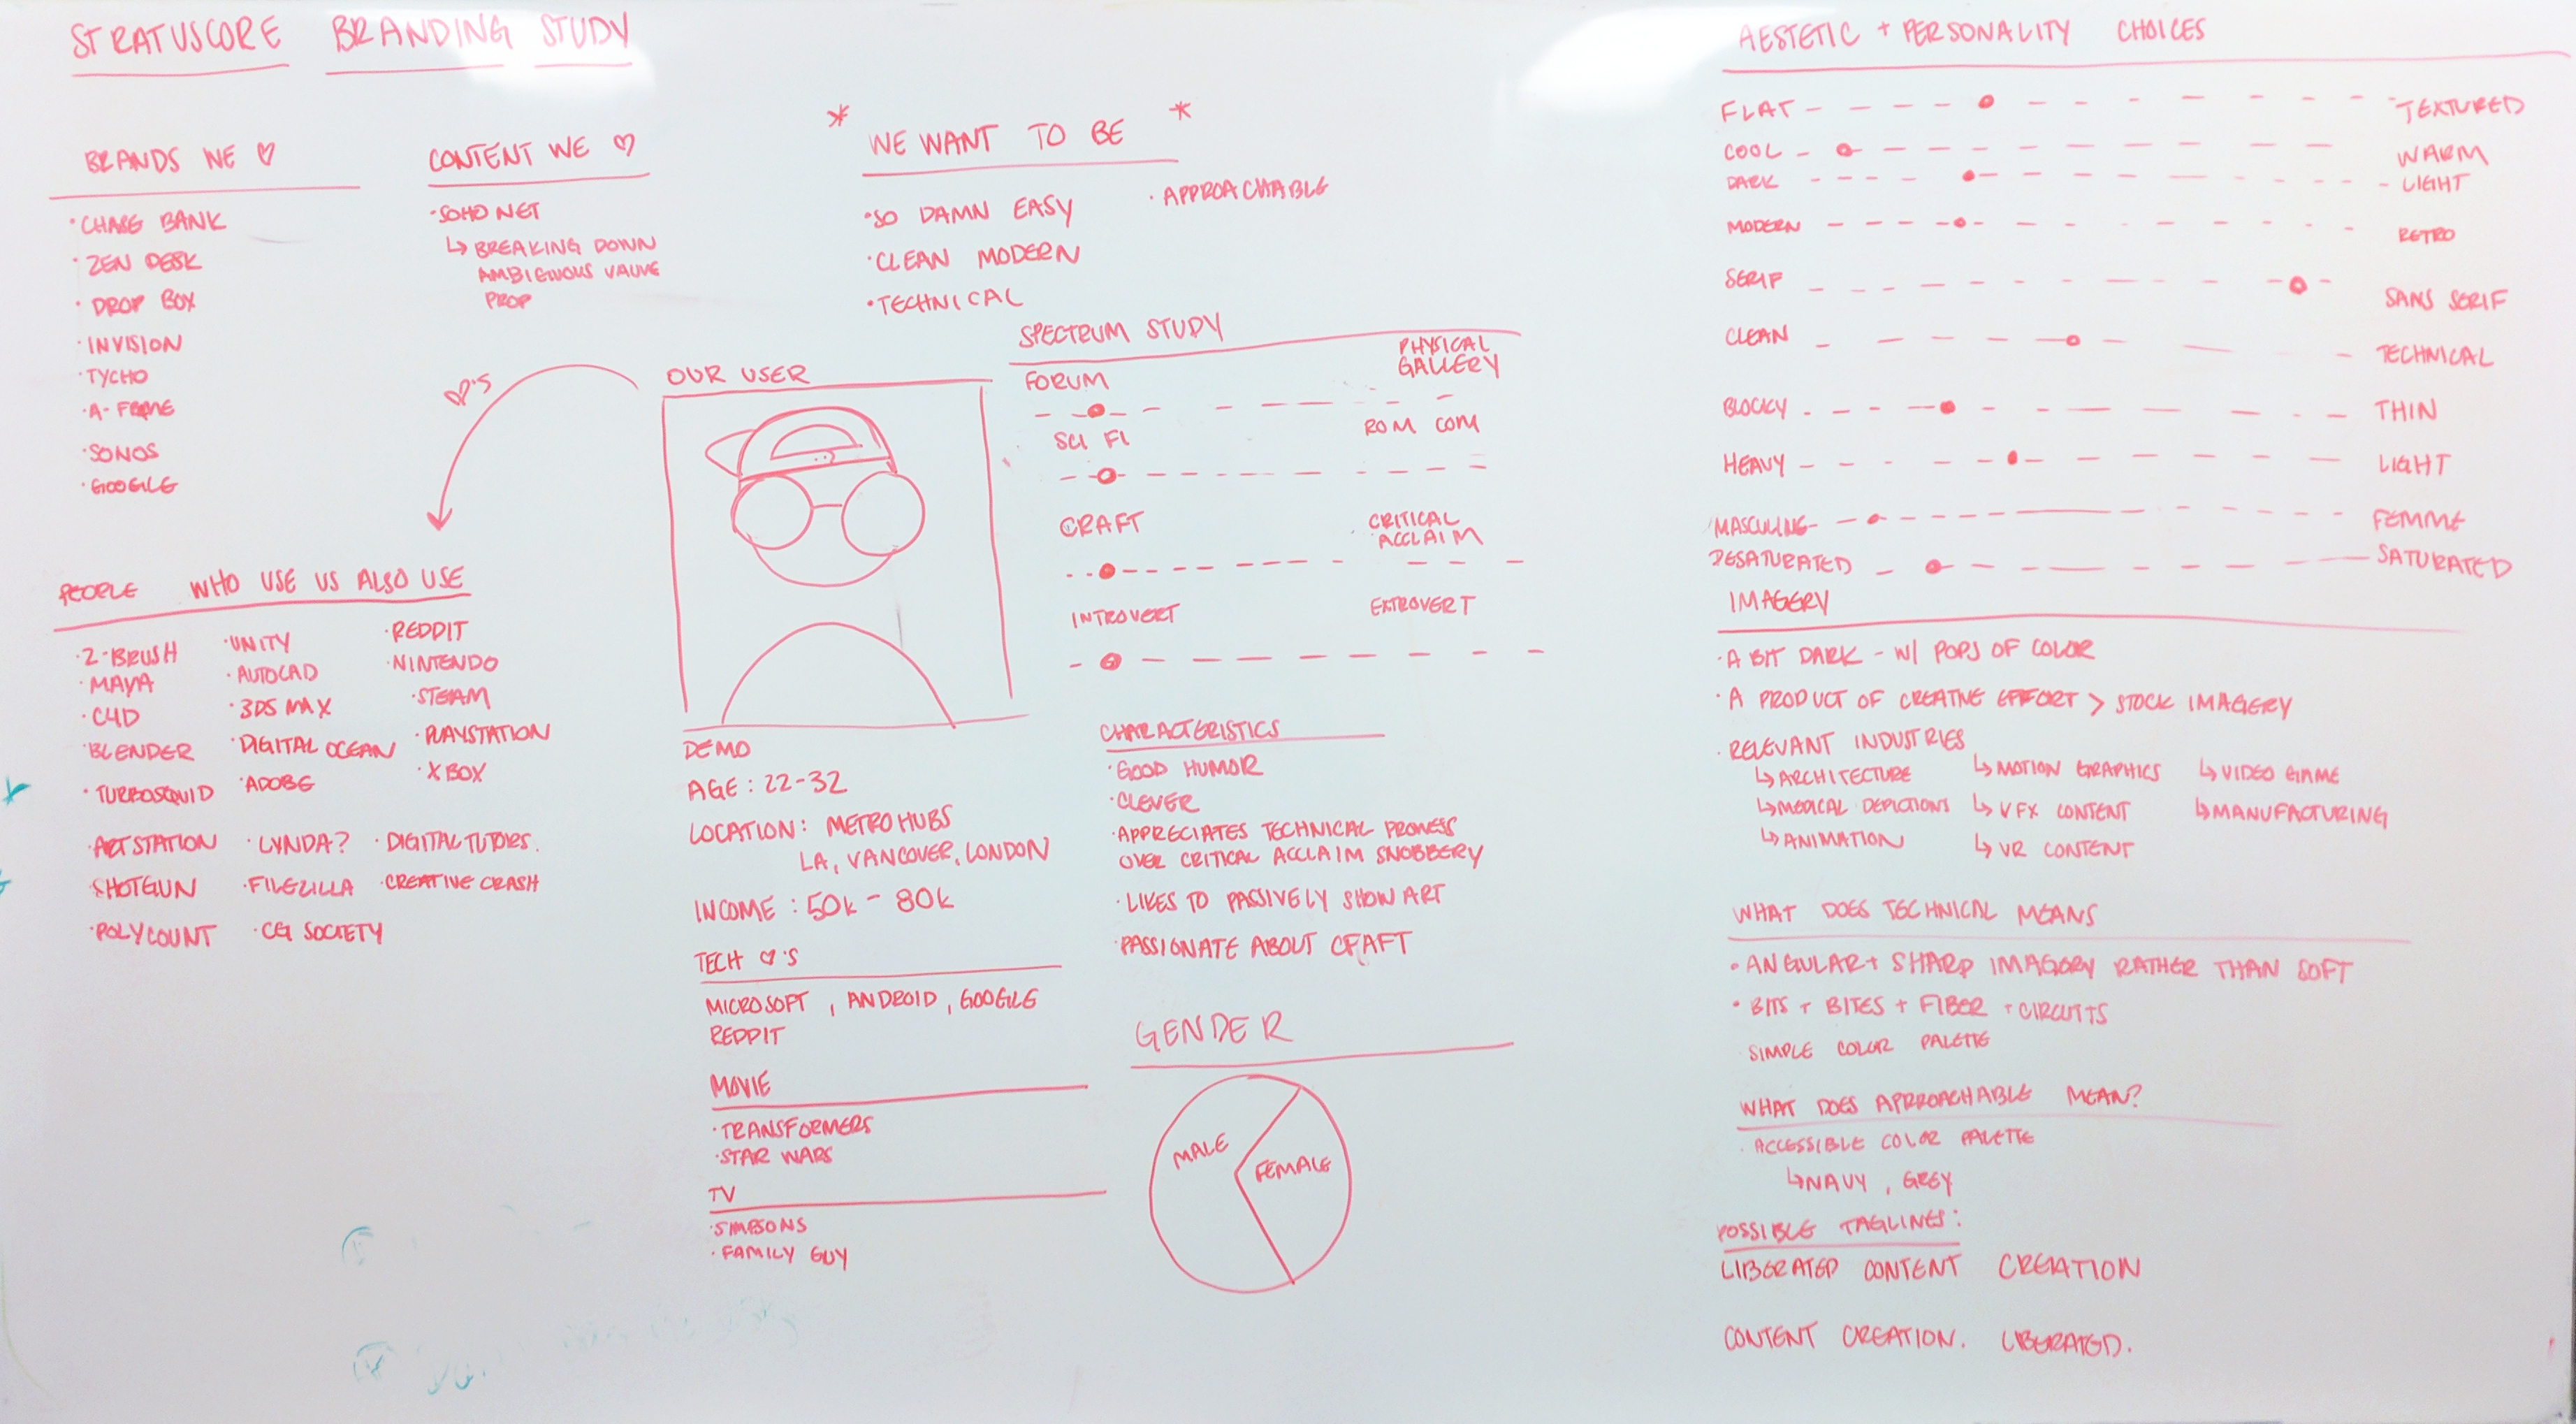 STRATUSCORE BRANDING STUDY
BRANDS WE ♡
· CHASE BANK
· ZEN DESK
· DROP BOX
· INVISION
· TYCHO
· A-FRAME
· SONOS
· GOOGLE
CONTENT WE ♡
· SOHO NET
↳ BREAKING DOWN
AMBIGUOUS VALUE
PROP
* WE WANT TO BE *
· SO DAMN EASY
· CLEAN MODERN
· TECHNICAL
· APPROACHABLE
♡'S
PEOPLE WHO USE US ALSO USE
· Z-BRUSH
· MAYA
· C4D
· BLENDER
· TURBOSQUID
· ARTSTATION
· SHOTGUN
· POLYCOUNT
· UNITY
· AUTOCAD
· 3DS MAX
· DIGITAL OCEAN
· ADOBE
· LYNDA?
· FILEZILLA
· CG SOCIETY
· REDDIT
· NINTENDO
· STEAM
· PLAYSTATION
· XBOX
· DIGITAL TUTORS.
· CREATIVE CRASH
OUR USER
DEMO
AGE: 22-32
LOCATION: METRO HUBS
LA, VANCOVER, LONDON
INCOME: 50K - 80K
TECH ♡'S
MICROSOFT, ANDROID, GOOGLE
REDDIT
MOVIE
· TRANSFORMERS
· STAR WARS
TV
· SIMPSONS
· FAMILY GUY
SPECTRUM STUDY
FORUM PHYSICAL
GALLERY
SCI FI ROM COM
CRAFT CRITICAL
ACCLAIM
INTROVERT EXTROVERT
CHARACTERISTICS
· GOOD HUMOR
· CLEVER
· APPRECIATES TECHNICAL PROWESS
OVER CRITICAL ACCLAIM SNOBBERY
· LIKES TO PASSIVELY SHOW ART
· PASSIONATE ABOUT CRAFT
GENDER
MALE
FEMALE
AESTETIC + PERSONALITY CHOICES
FLAT TEXTURED
COOL WARM
DARK LIGHT
MODERN RETRO
SERIF SANS SERIF
CLEAN TECHNICAL
BLOCKY THIN
HEAVY LIGHT
MASCULINE FEMME
DESATURATED SATURATED
IMAGERY
· A BIT DARK - W/ POPS OF COLOR
· A PRODUCT OF CREATIVE EFFORT > STOCK IMAGERY
· RELEVANT INDUSTRIES
↳ ARCHITECTURE ↳ MOTION GRAPHICS ↳ VIDEO GAME
↳ MEDICAL DEPICTIONS ↳ VFX CONTENT ↳ MANUFACTURING
↳ ANIMATION ↳ VR CONTENT
WHAT DOES TECHNICAL MEANS
· ANGULAR + SHARP IMAGERY RATHER THAN SOFT
· BITS + BITES + FIBER + CIRCUTTS
SIMPLE COLOR PALETTE
WHAT DOES APPROACHABLE MEAN?
· ACCESSIBLE COLOR PALETTE
↳ NAVY, GREY
POSSIBLE TAGLINES:
LIBERATED CONTENT CREATION
CONTENT CREATION. LIBERATED.